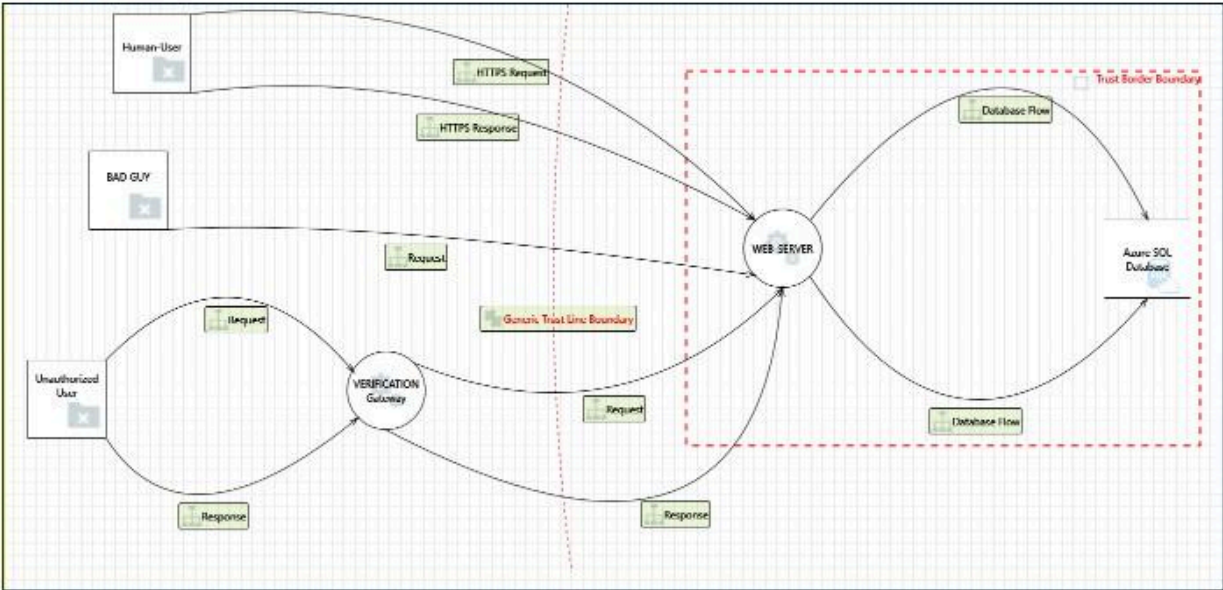 Human-User
HTTPS Request
Trust Border Boundary
Database Flow
HTTPS Response
BAD GUY
WEB-SERVER
Request
Azure SQL
Database
Request
Generic Trust Line Boundary
Unauthorized
User
VERIFICATION
Gateway
Request
Database Flow
Response
Response